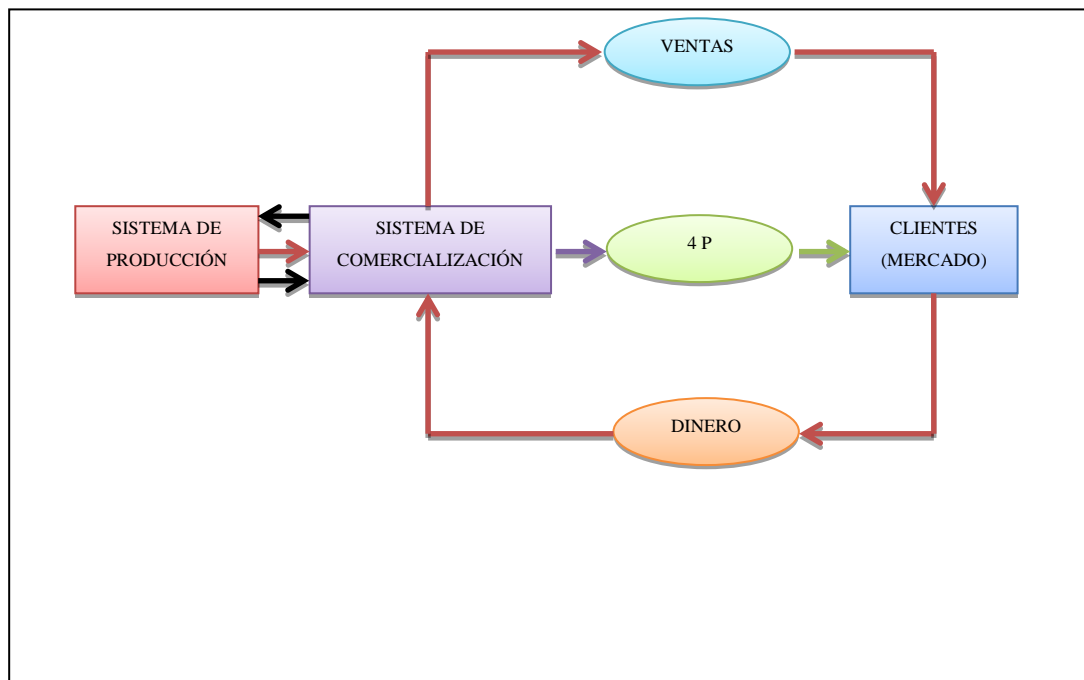 VENTAS
SISTEMA DE
PRODUCCIÓN
SISTEMA DE
COMERCIALIZACIÓN
4 P
CLIENTES
(MERCADO)
DINERO